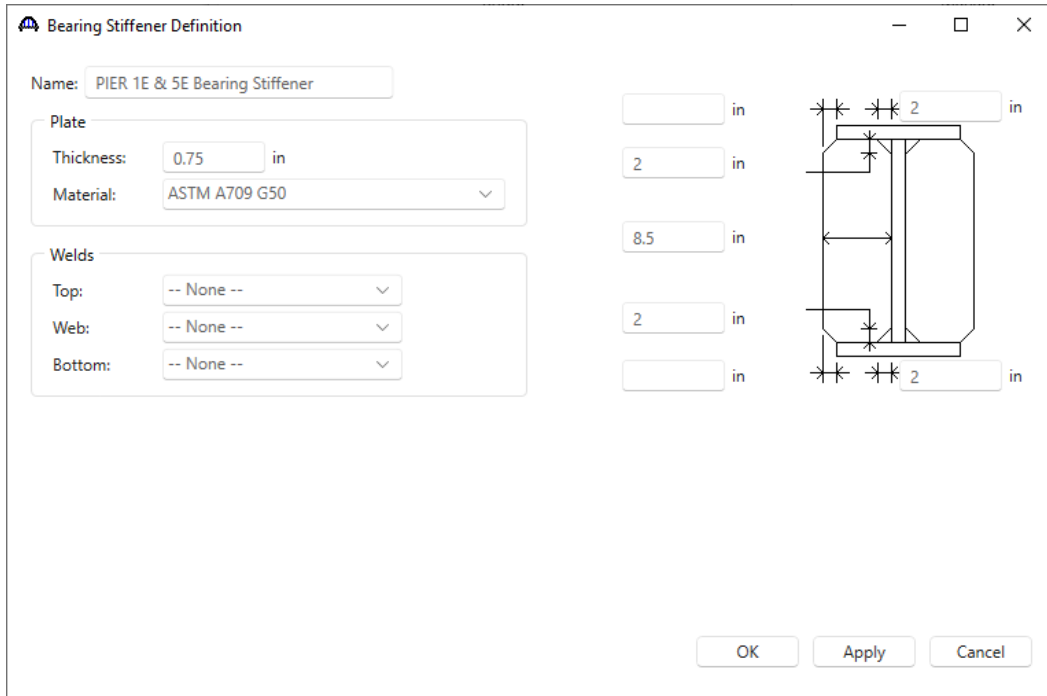 Bearing Stiffener Definition
Name: PIER 1E & 5E Bearing Stiffener
Plate
Thickness: 0.75 in
Material: ASTM A709 G50
Welds
Top: -- None --
Web: -- None --
Bottom: -- None --
in 2 in
2 in
8.5 in
2 in
in 2 in
OK Apply Cancel